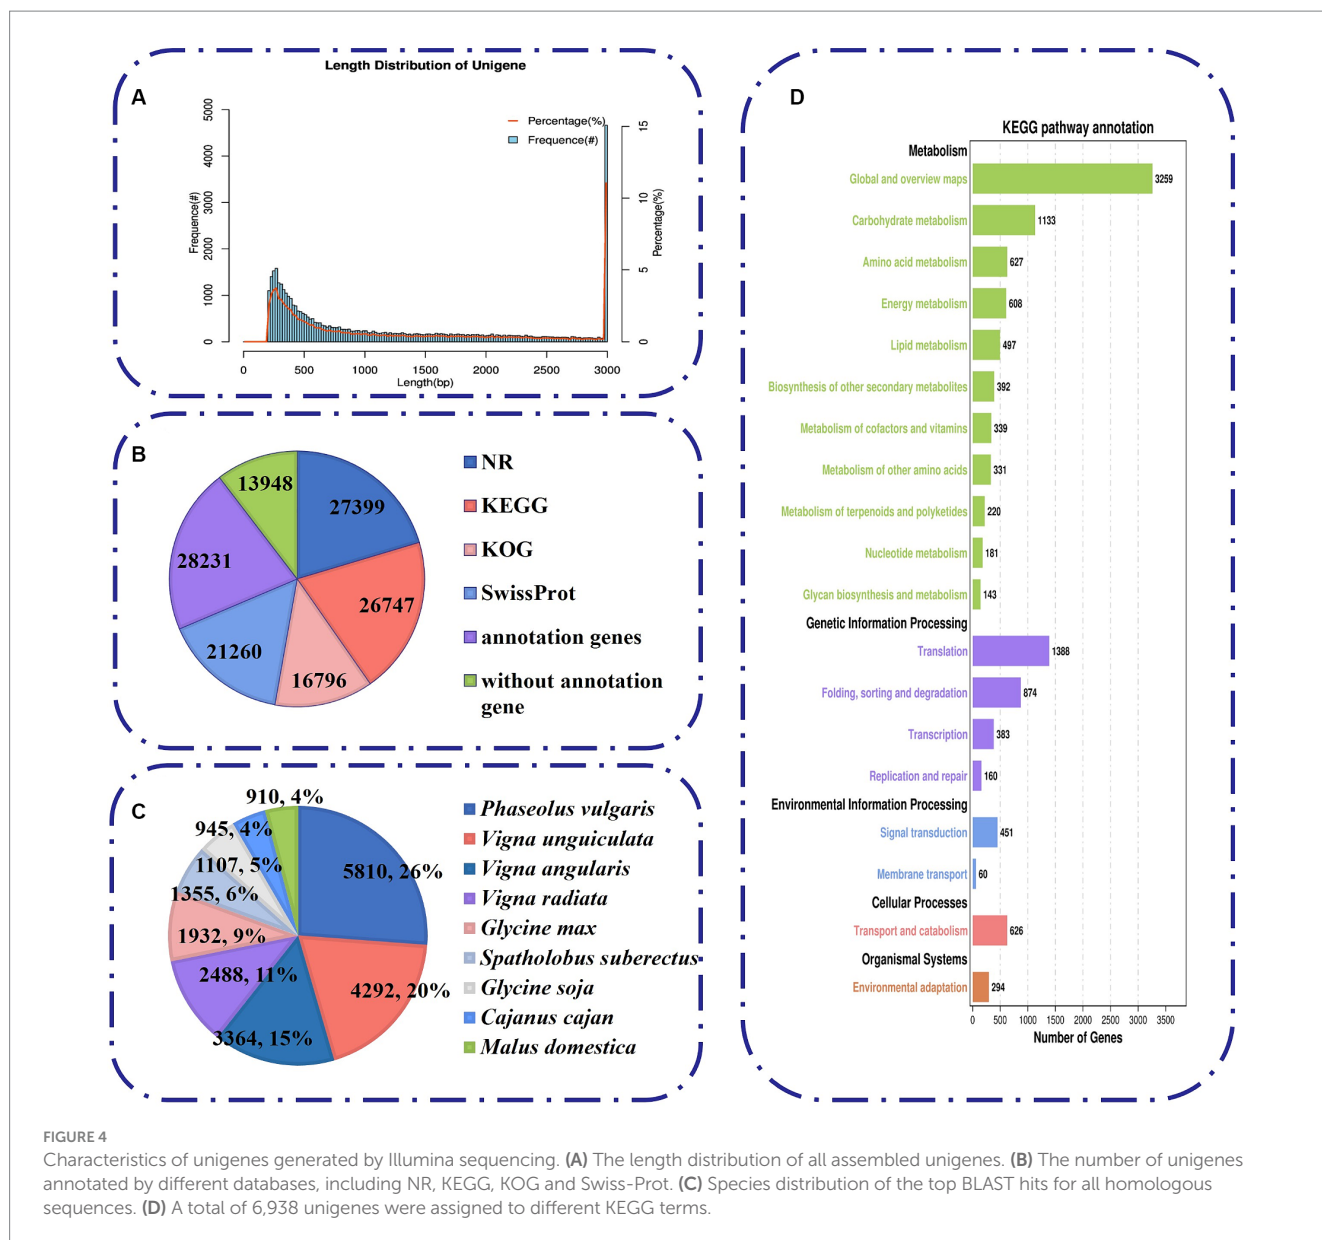 A
Length Distribution of Unigene
Percentage(%)
Frequence(#)
Frequence(#)
0
1000
2000
3000
4000
5000
Percentage(%)
0
5
10
15
0
500
1000
1500
2000
2500
3000
Length(bp)
B
27399
26747
16796
21260
28231
13948
NR
KEGG
KOG
SwissProt
annotation genes
without annotation
gene
C
5810, 26%
4292, 20%
3364, 15%
2488, 11%
1932, 9%
1355, 6%
1107, 5%
945, 4%
910, 4%
Phaseolus vulgaris
Vigna unguiculata
Vigna angularis
Vigna radiata
Glycine max
Spatholobus suberectus
Glycine soja
Cajanus cajan
Malus domestica
D
KEGG pathway annotation
Metabolism
Global and overview maps 3259
Carbohydrate metabolism 1133
Amino acid metabolism 627
Energy metabolism 608
Lipid metabolism 497
Biosynthesis of other secondary metabolites 392
Metabolism of cofactors and vitamins 339
Metabolism of other amino acids 331
Metabolism of terpenoids and polyketides 220
Nucleotide metabolism 181
Glycan biosynthesis and metabolism 143
Genetic Information Processing
Translation 1388
Folding, sorting and degradation 874
Transcription 383
Replication and repair 160
Environmental Information Processing
Signal transduction 451
Membrane transport 60
Cellular Processes
Transport and catabolism 626
Organismal Systems
Environmental adaptation 294
0 500 1000 1500 2000 2500 3000 3500
Number of Genes
FIGURE 4
Characteristics of unigenes generated by Illumina sequencing. (A) The length distribution of all assembled unigenes. (B) The number of unigenes
annotated by different databases, including NR, KEGG, KOG and Swiss-Prot. (C) Species distribution of the top BLAST hits for all homologous
sequences. (D) A total of 6,938 unigenes were assigned to different KEGG terms.